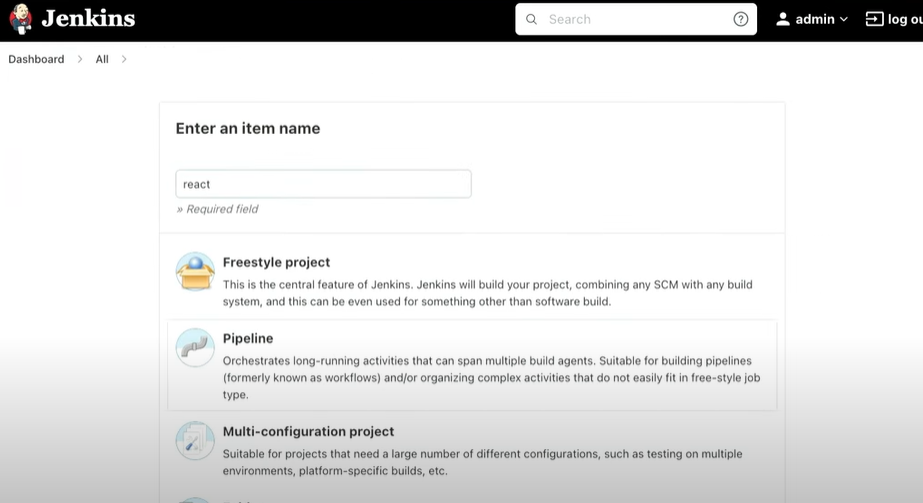 Jenkins
Search
admin
log ou
Dashboard
All
Enter an item name
react
» Required field
Freestyle project
This is the central feature of Jenkins. Jenkins will build your project, combining any SCM with any build
system, and this can be even used for something other than software build.
Pipeline
Orchestrates long-running activities that can span multiple build agents. Suitable for building pipelines
(formerly known as workflows) and/or organizing complex activities that do not easily fit in free-style job
type.
Multi-configuration project
Suitable for projects that need a large number of different configurations, such as testing on multiple
environments, platform-specific builds, etc.